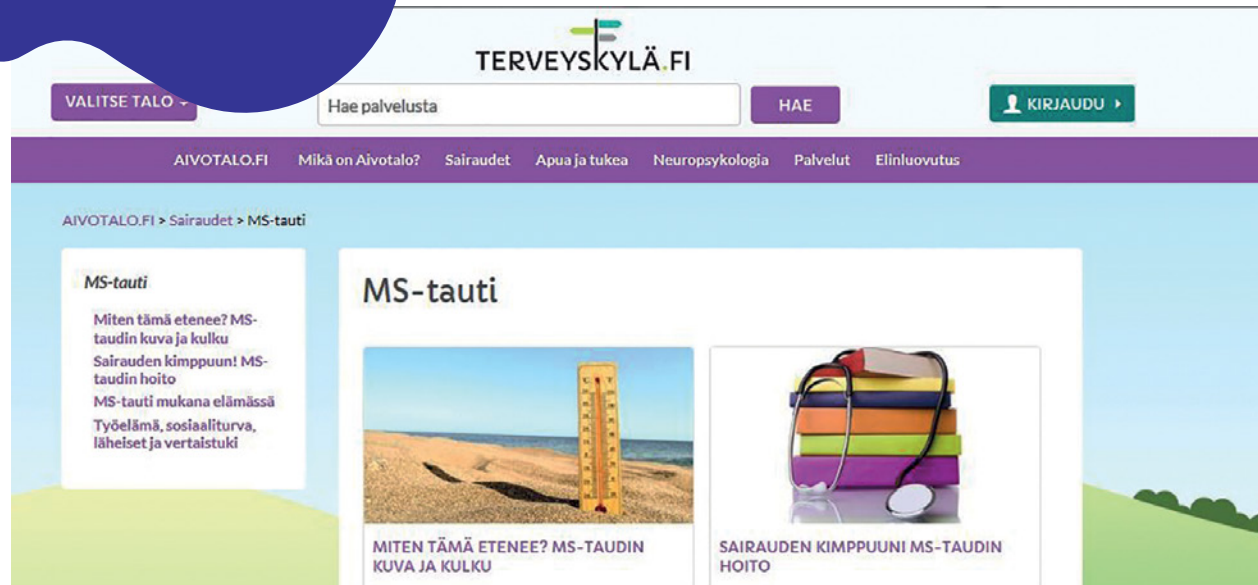 TERVEYSKYLÄ.FI
VALITSE TALO
Hae palvelusta
HAE
KIRJAUDU
AIVOTALO.FI Mikä on Aivotalo? Sairaudet Apua ja tukea Neuropsykologia Palvelut Elinluovutus
AIVOTALO.FI > Sairaudet > MS-tauti
MS-tauti
Miten tämä etenee? MS-
taudin kuva ja kulku
Sairauden kimppuun! MS-
taudin hoito
MS-tauti mukana elämässä
Työelämä, sosiaaliturva,
läheiset ja vertaistuki
MS-tauti
MITEN TÄMÄ ETENEE? MS-TAUDIN
KUVA JA KULKU
SAIRAUDEN KIMPPUUN! MS-TAUDIN
HOITO